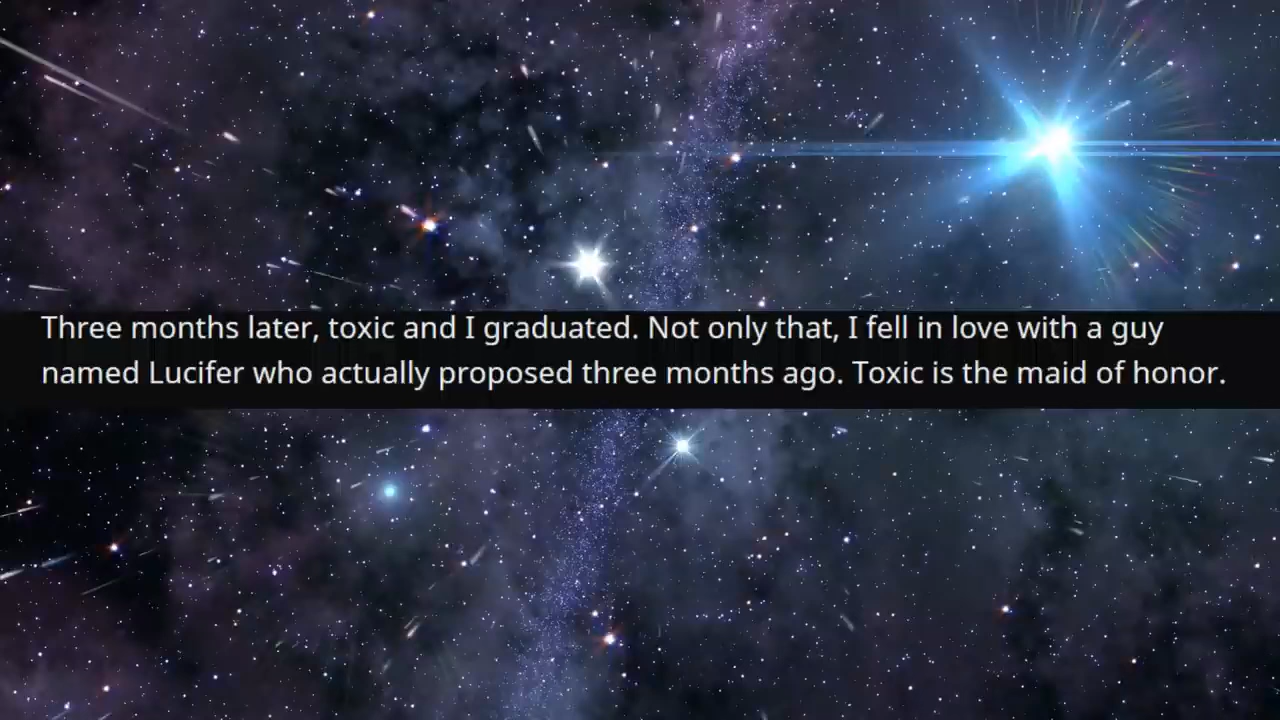 Three months later, toxic and I graduated. Not only that, I fell in love with a guy
named Lucifer who actually proposed three months ago. Toxic is the maid of honor.